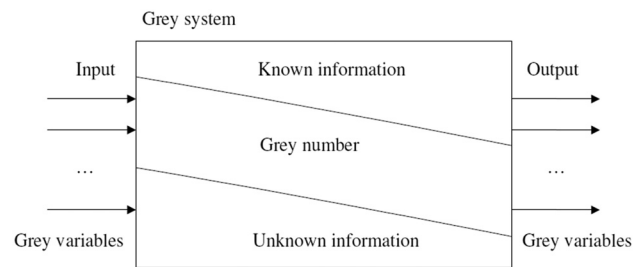 Grey system
Input
Known information
Output
Grey number
...
...
Grey variables
Unknown information
Grey variables